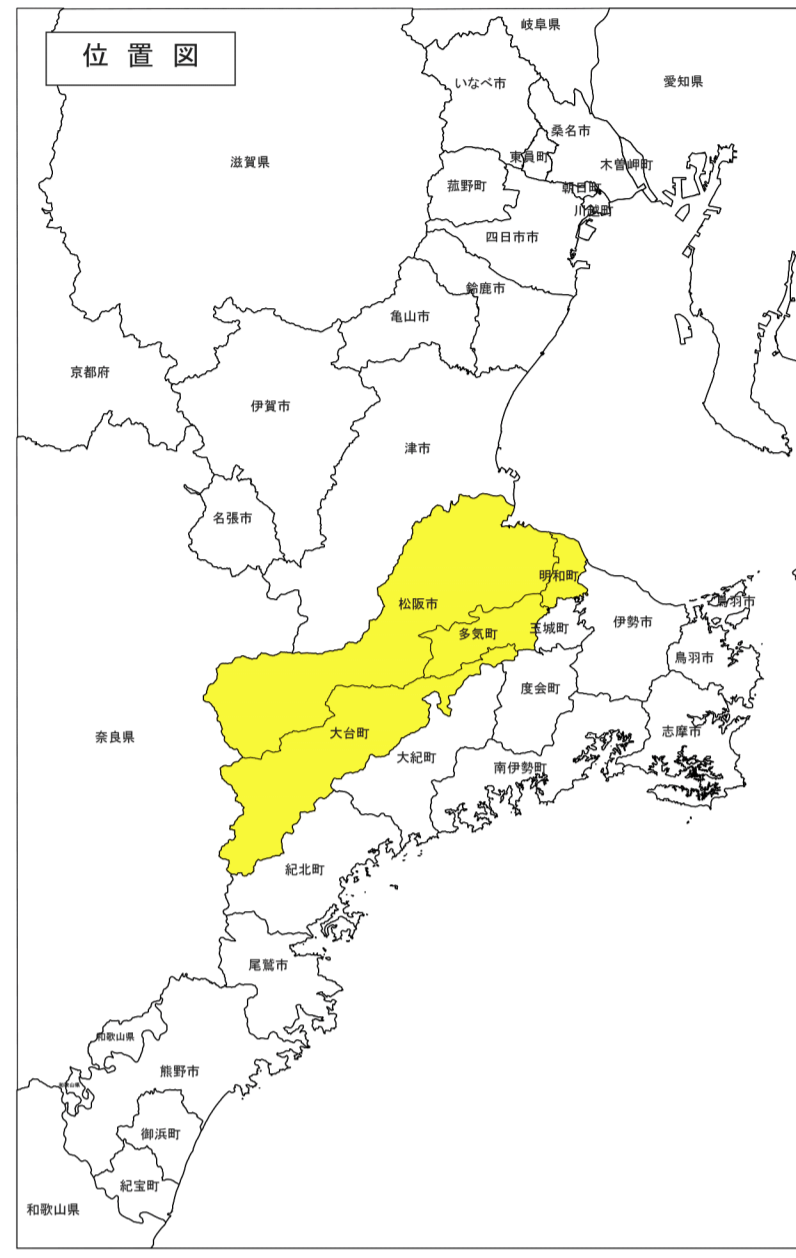 位置図
岐阜県
いなべ市
愛知県
桑名市
滋賀県
東員町
木曽岬町
菰野町
朝日町
川越町
四日市市
鈴鹿市
亀山市
京都府
伊賀市
津市
名張市
明和町
松阪市
鳥羽市
伊勢市
多気町
玉城町
鳥羽市
度会町
奈良県
大台町
志摩市
大紀町
南伊勢町
紀北町
尾鷲市
和歌山県
熊野市
和歌山県
御浜町
紀宝町
和歌山県